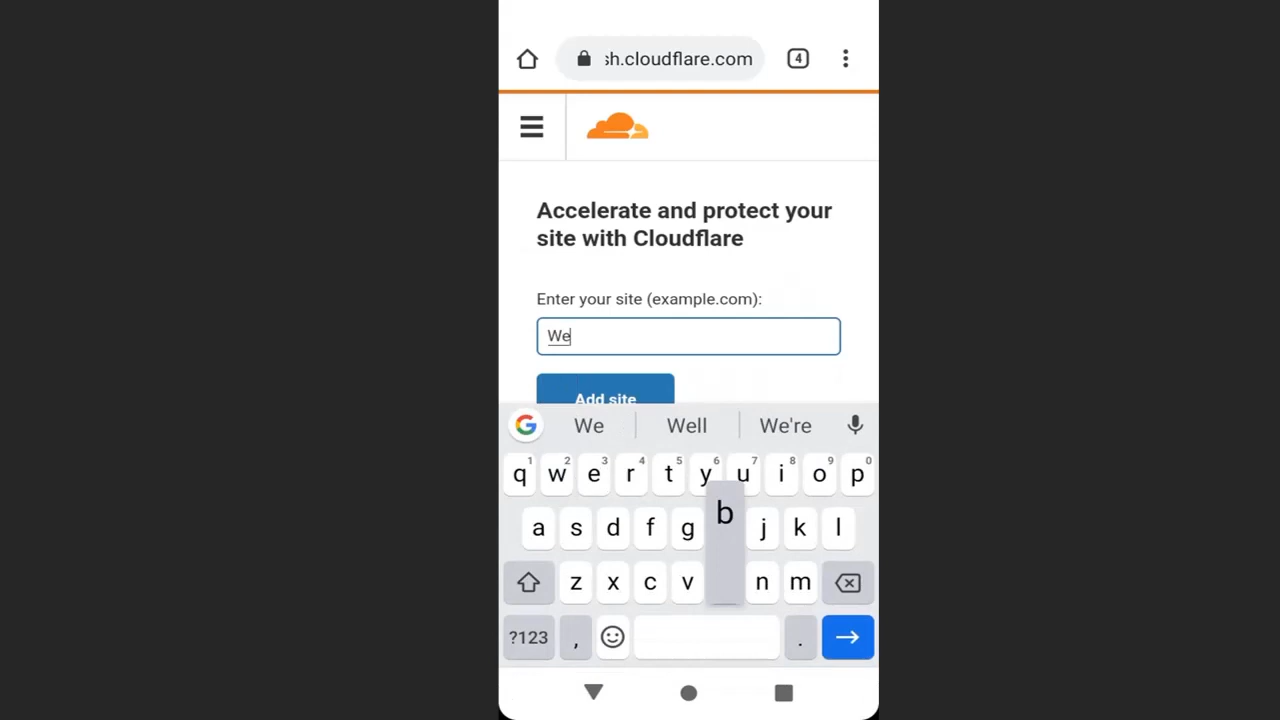 sh.cloudflare.com
4
Accelerate and protect your
site with Cloudflare
Enter your site (example.com):
We
Add site
G We Well We're
1 2 3 4 5 6 7 8 9 0
q w e r t y u i o p
b
a s d f g j k l
z x c v n m
?123 , .